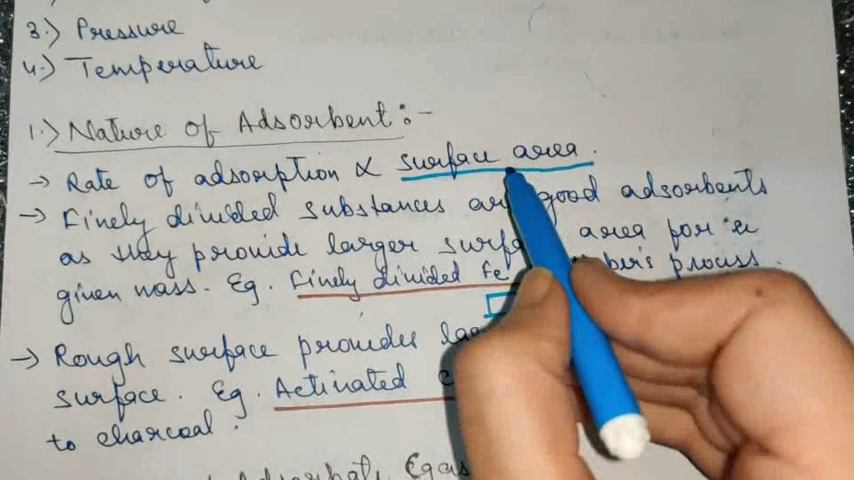 3.) Pressure
4.) Temperature
1.) Nature of Adsorbent :-
→ Rate of adsorption ∝ surface area.
→ Finely divided substances are good adsorbents
as they provide larger surface area for a
given mass. Eg. Finely divided Fe process.
→ Rough surface provides
surface. Eg. Activated
to charcoal.